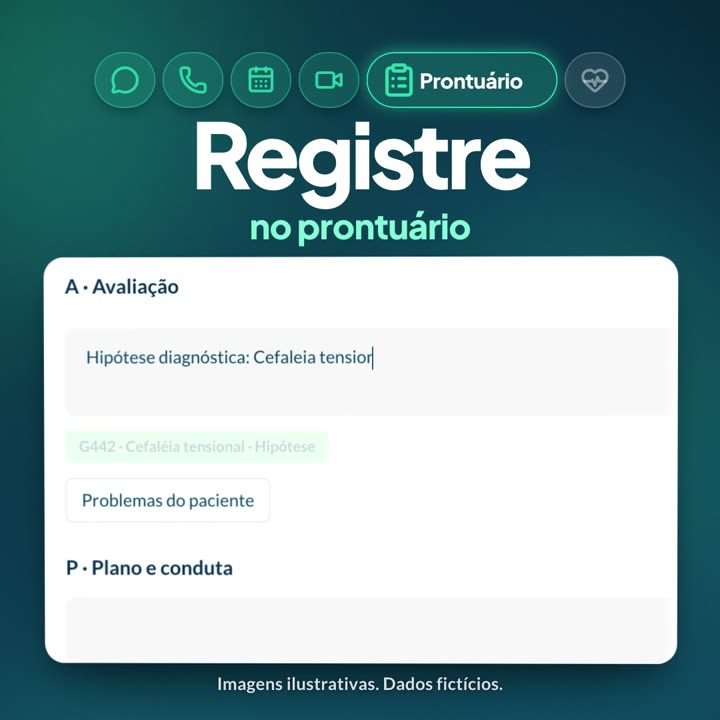 Prontuário
Registre
no prontuário
A · Avaliação
Hipótese diagnóstica: Cefaleia tensior
G442 · Cefaléia tensional · Hipótese
Problemas do paciente
P · Plano e conduta
Imagens ilustrativas. Dados fictícios.